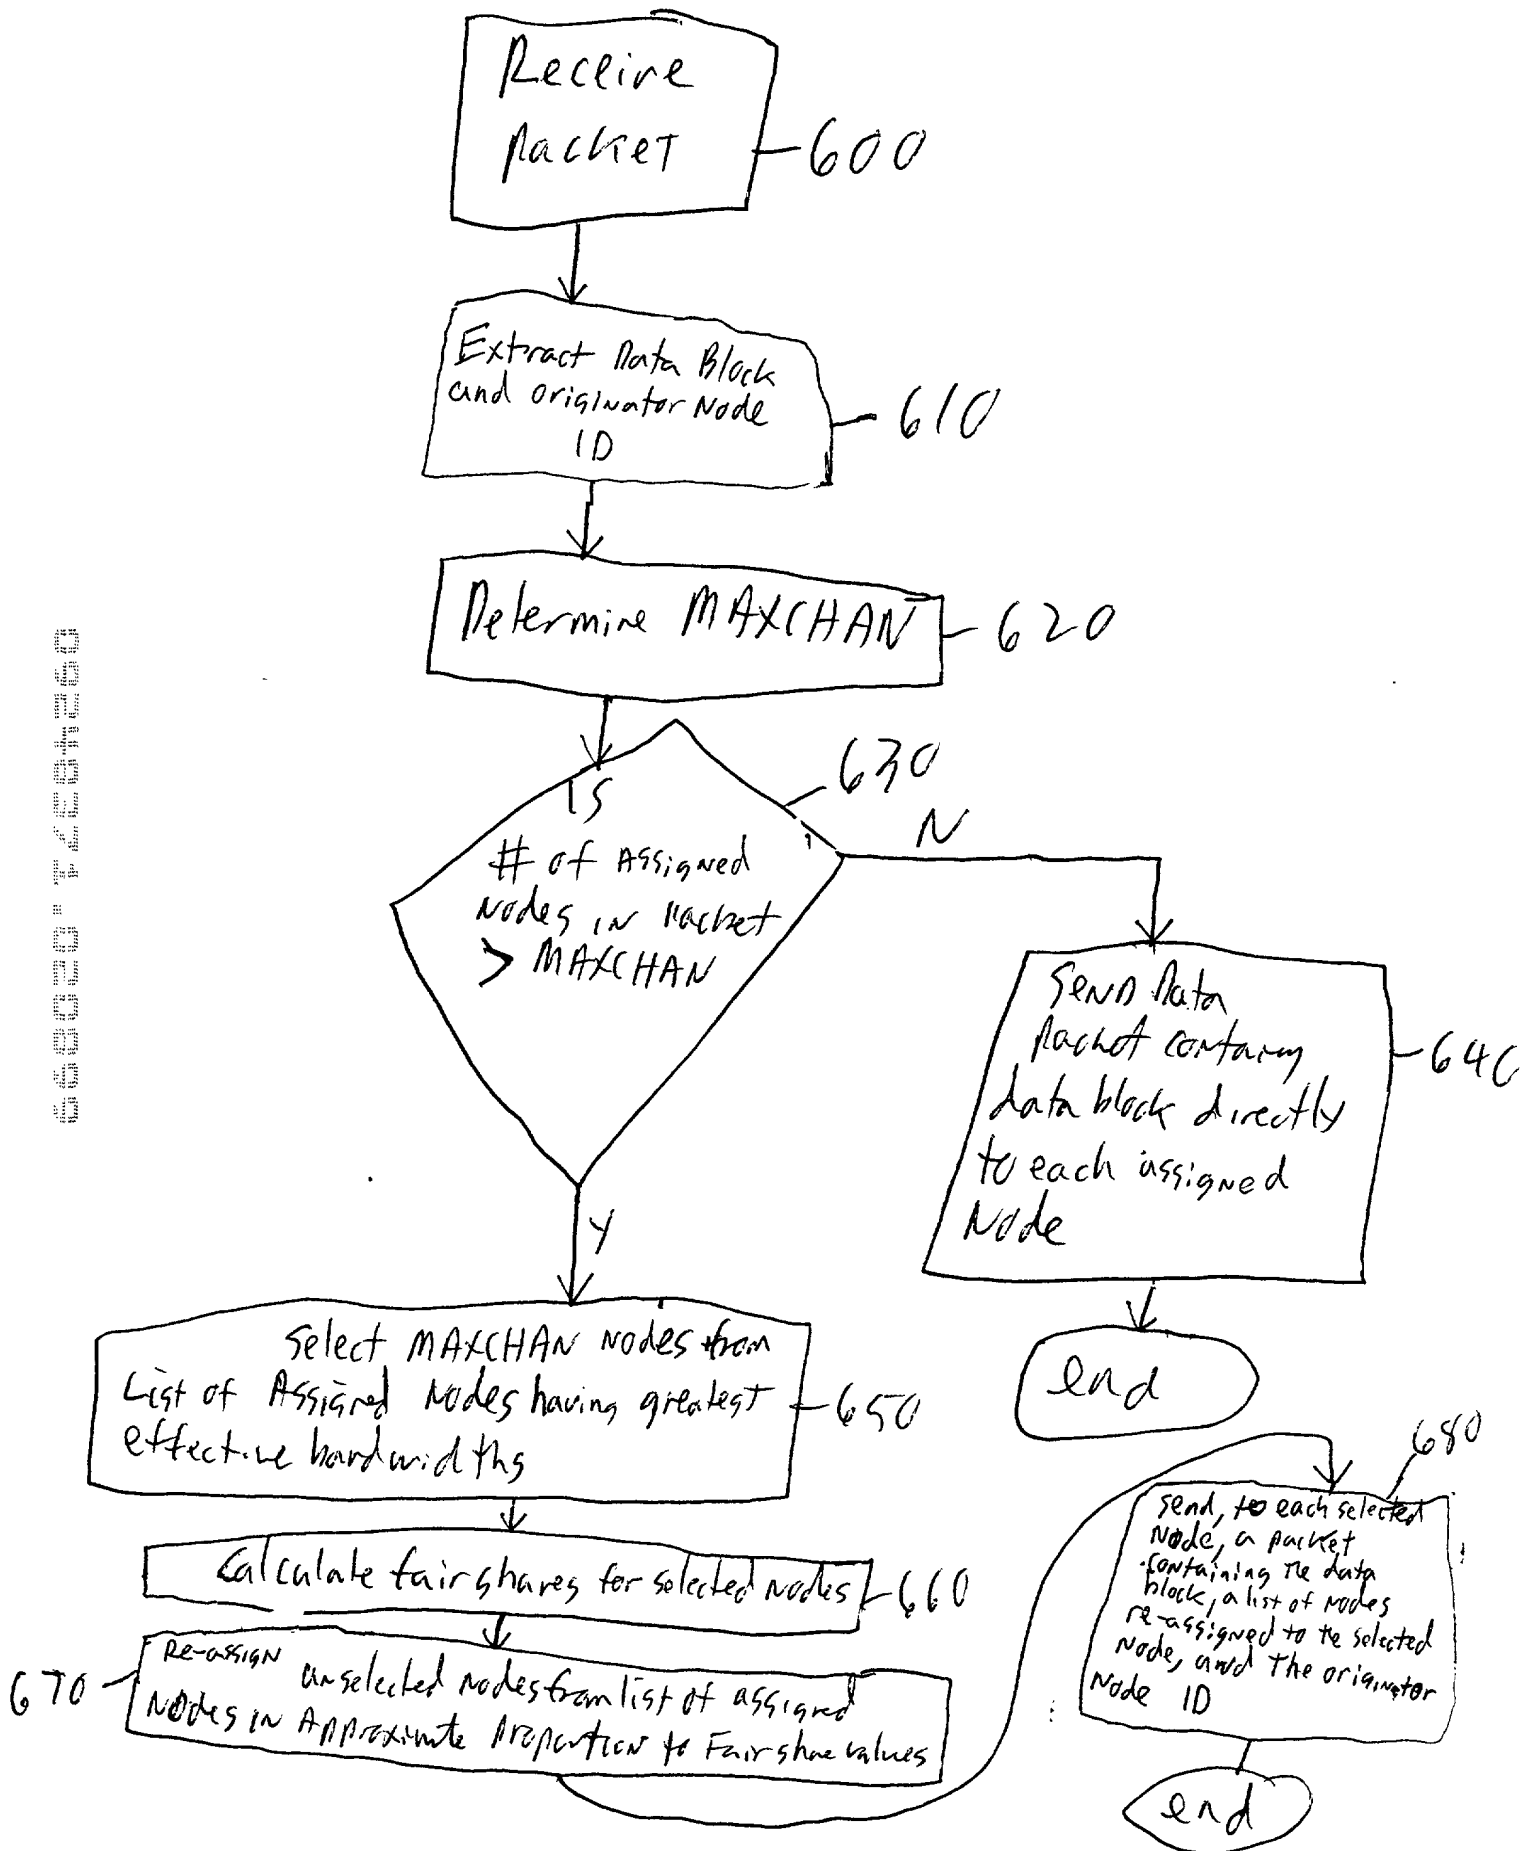 Receive
Packet
600
Extract Data Block
and originator Node
ID
610
Determine MAXCHAN
620
630
IS
# of Assigned
Nodes in Packet
> MAXCHAN
N
Send Data
Packet containing
data block directly
to each assigned
Node
640
end
Y
Select MAXCHAN Nodes from
List of Assigned Nodes having greatest
effective bandwidths
650
Calculate fair shares for selected nodes
660
Re-assign unselected nodes from list of assigned
Nodes in Approximate Proportion to Fair share values
670
680
Send, to each selected
Node, a packet
containing the data
block, a list of nodes
re-assigned to the selected
Node, and the originator
Node ID
end